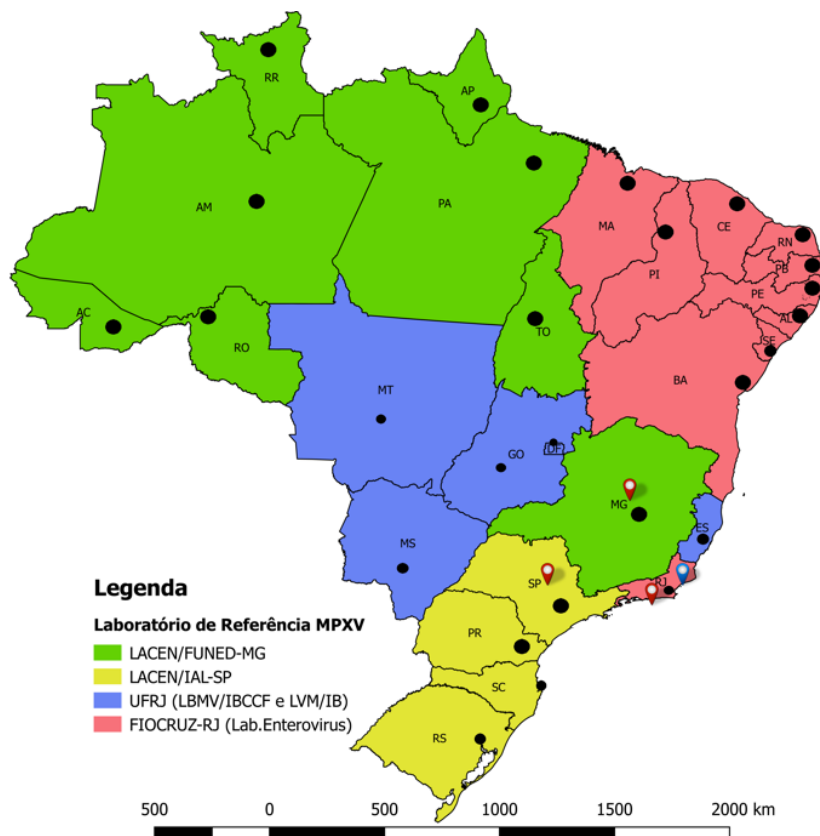 RR
AP
AM
PA
MA
CE
RN
PI
PB
PE
AC
AL
RO
TO
SE
MT
BA
GO
DF
MG
MS
ES
SP
RJ
PR
SC
RS
Legenda
Laboratório de Referência MPXV
LACEN/FUNED-MG
LACEN/IAL-SP
UFRJ (LBMV/IBCCF e LVM/IB)
FIOCRUZ-RJ (Lab.Enterovirus)
500 0 500 1000 1500 2000 km